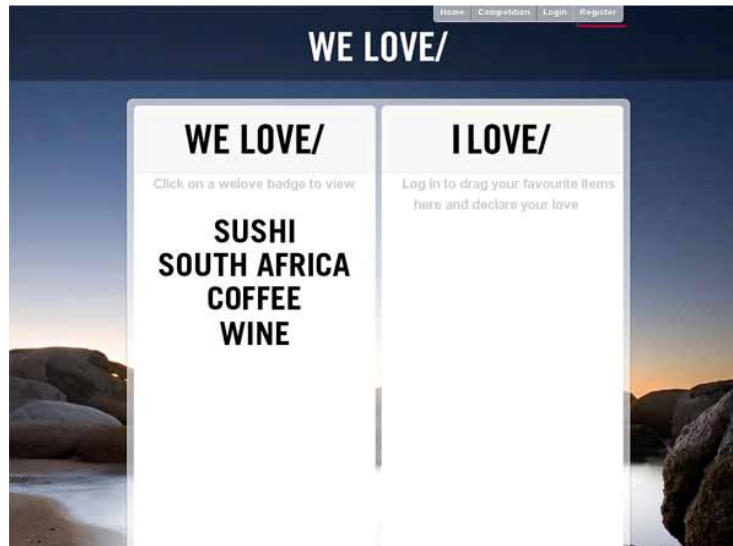 Home Competition Login Register
WE LOVE/
WE LOVE/
Click on a welove badge to view
SUSHI
SOUTH AFRICA
COFFEE
WINE
I LOVE/
Log in to drag your favourite items
here and declare your love